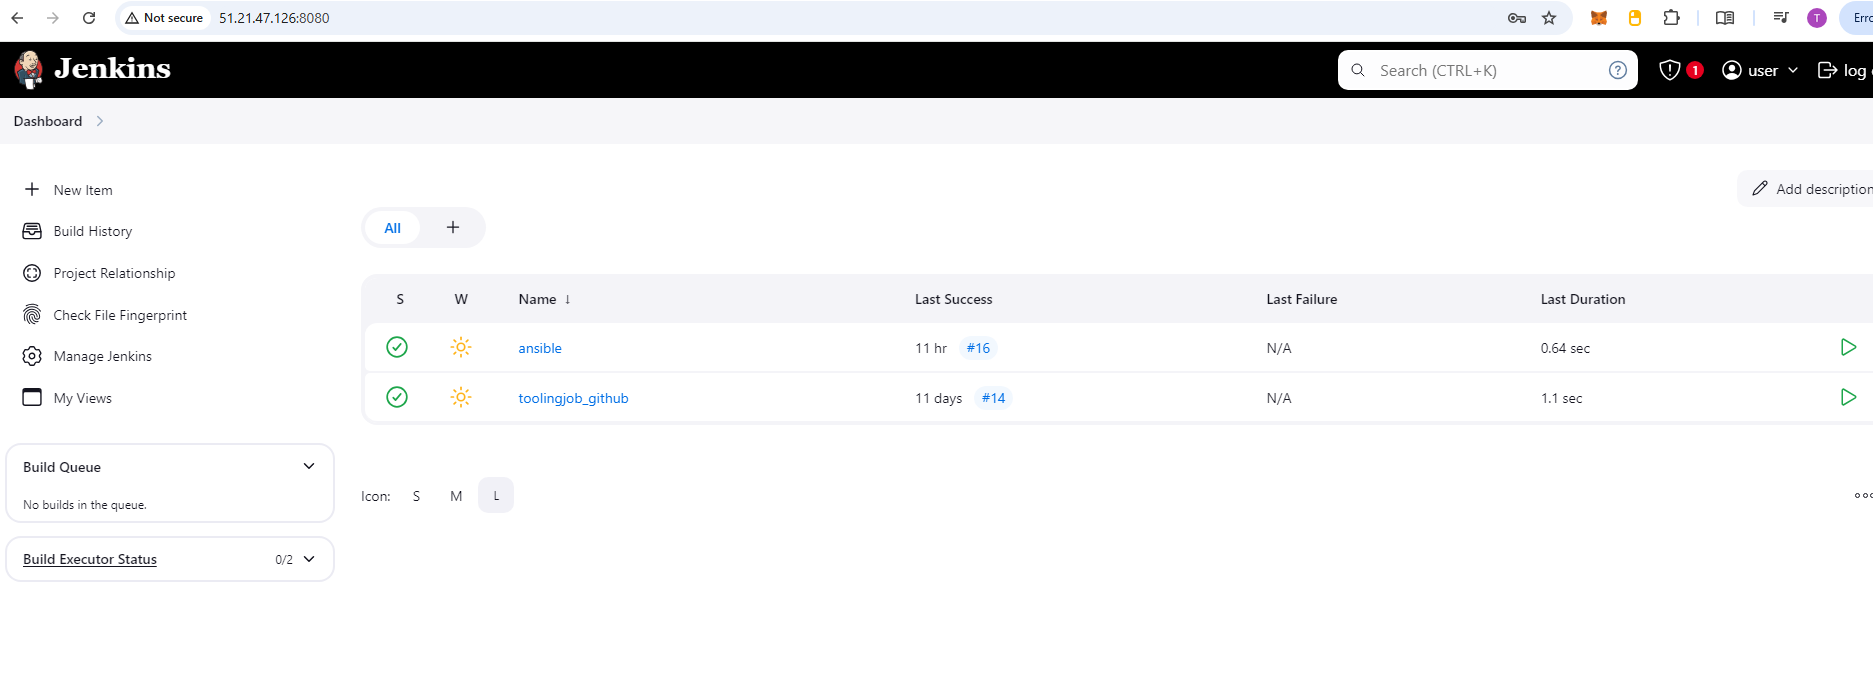 Not secure 51.21.47.126:8080 T Erro
Jenkins Search (CTRL+K) ? 1 user log
Dashboard
New Item
Add description
Build History
All +
Project Relationship
S W Name ↓ Last Success Last Failure Last Duration
Check File Fingerprint
Manage Jenkins
ansible 11 hr #16 N/A 0.64 sec
My Views
toolingjob_github 11 days #14 N/A 1.1 sec
Build Queue
No builds in the queue.
Icon: S M L
Build Executor Status 0/2